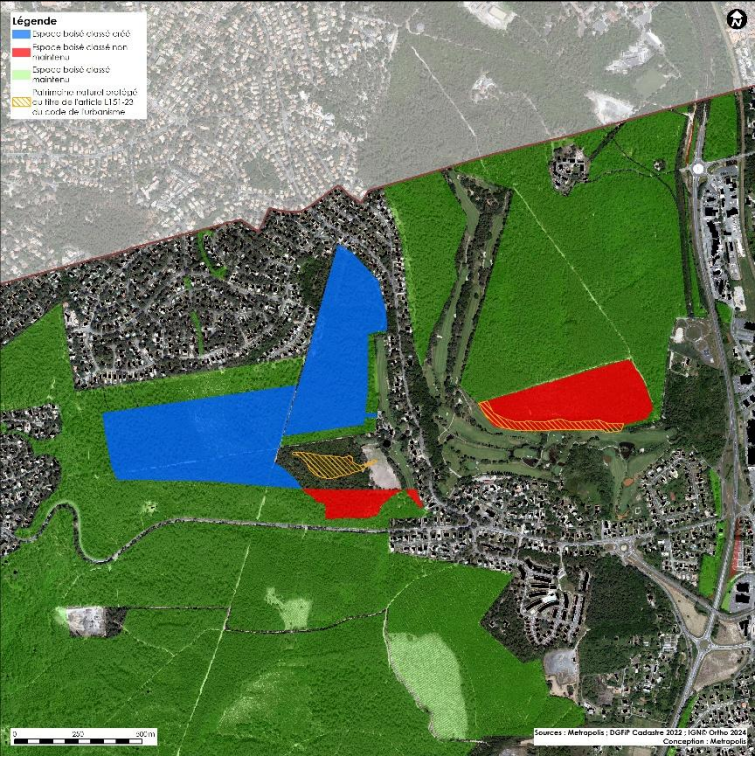 Légende
Espace boisé classé créé
Espace boisé classé non
maintenu
Espace boisé classé
maintenu
Patrimoine naturel protégé
au titre de l'article L151-23
du code de l'urbanisme
0 250 500m
Sources : Metropolis ; DGFiP Cadastre 2022 ; IGN© Ortho 2024
Conception : Metropolis